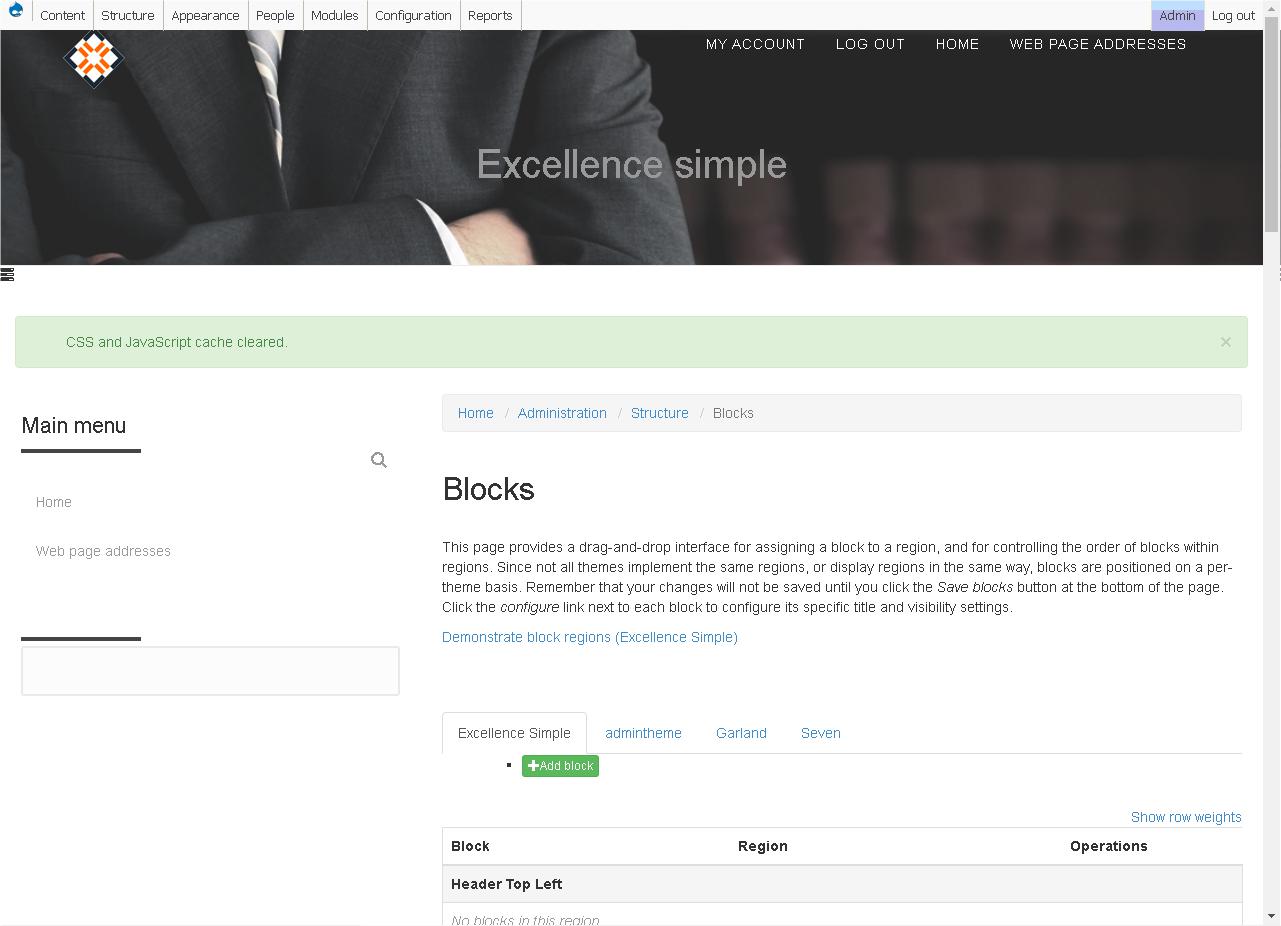 Content Structure Appearance People Modules Configuration Reports Admin Log out
MY ACCOUNT LOG OUT HOME WEB PAGE ADDRESSES
Excellence simple
CSS and JavaScript cache cleared. ×
Main menu
Home
Web page addresses
Home / Administration / Structure / Blocks
Blocks
This page provides a drag-and-drop interface for assigning a block to a region, and for controlling the order of blocks within
regions. Since not all themes implement the same regions, or display regions in the same way, blocks are positioned on a per-
theme basis. Remember that your changes will not be saved until you click the Save blocks button at the bottom of the page.
Click the configure link next to each block to configure its specific title and visibility settings.
Demonstrate block regions (Excellence Simple)
Excellence Simple admintheme Garland Seven
Add block
Show row weights
Block Region Operations
Header Top Left
No blocks in this region